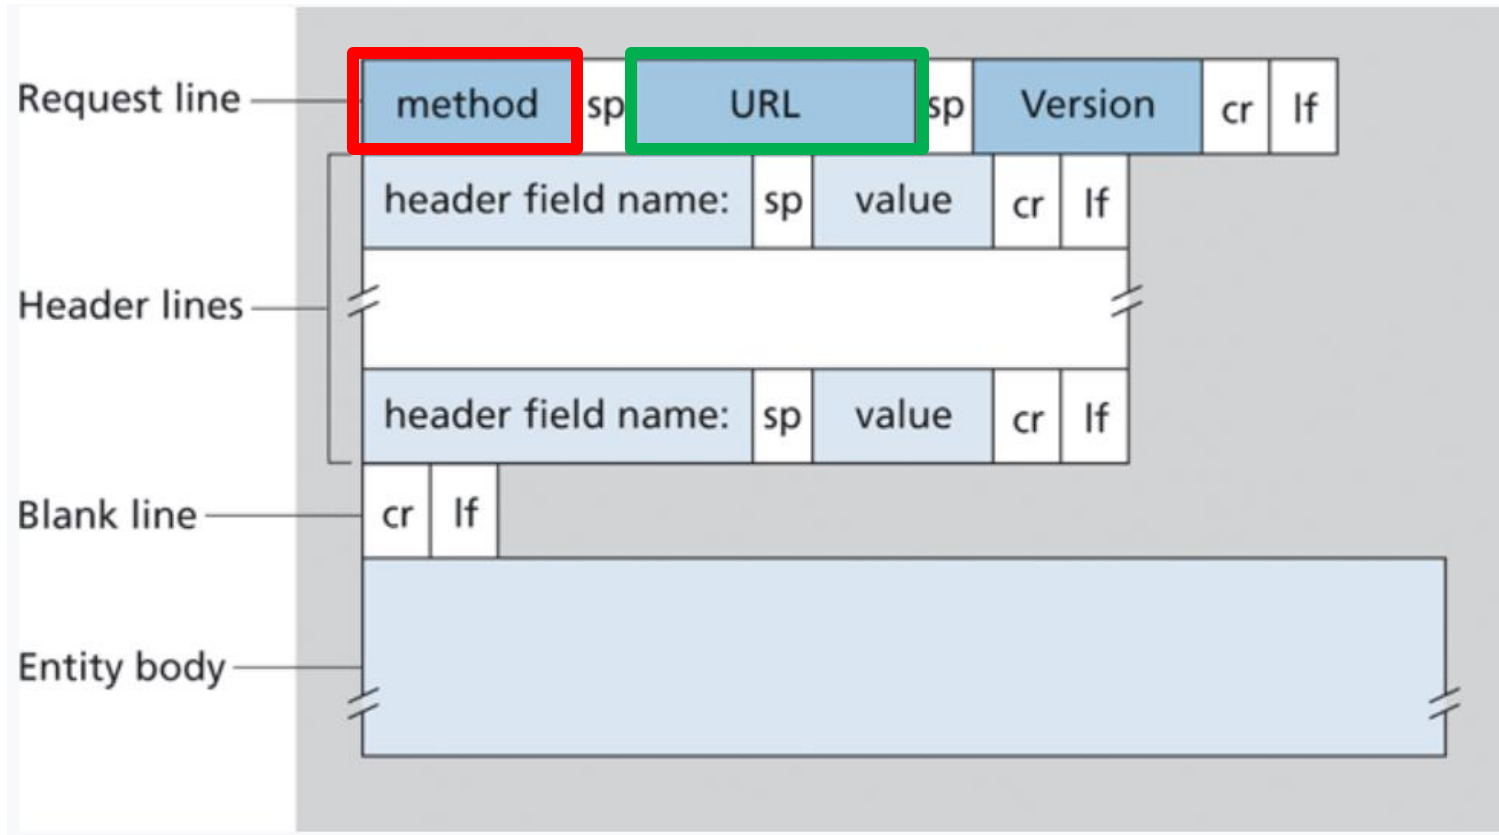 Request line method sp URL sp Version cr lf
header field name: sp value cr lf
Header lines
header field name: sp value cr lf
Blank line cr lf
Entity body